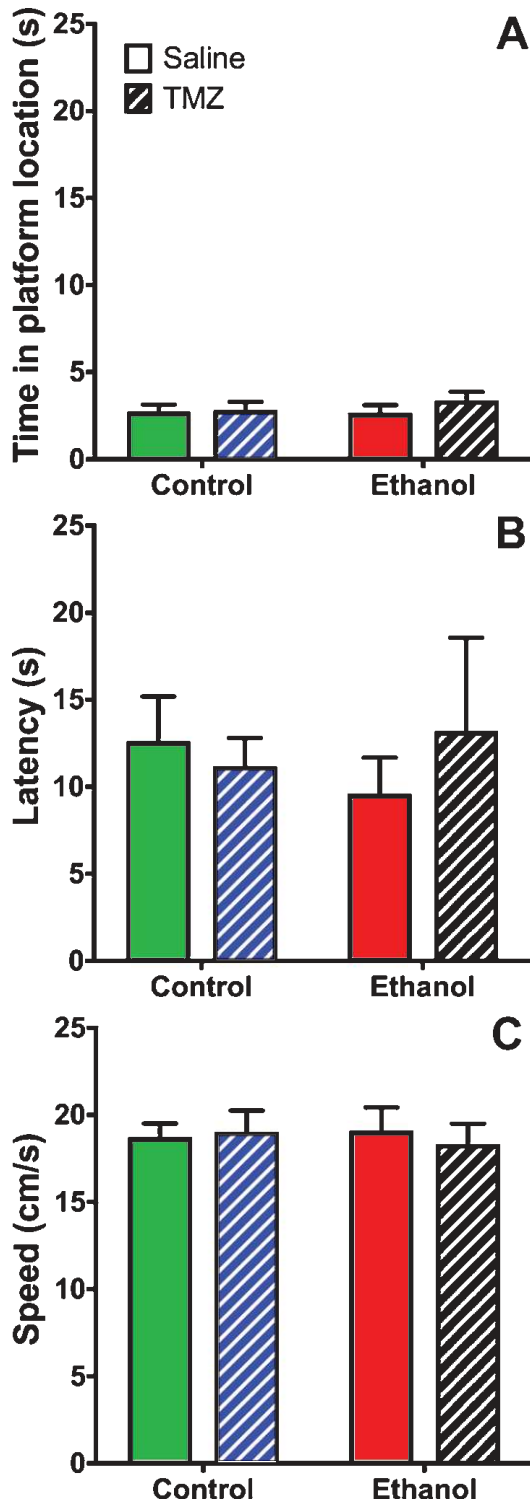 A
Saline
TMZ
Time in platform location (s)
25
20
15
10
5
0
Control Ethanol
B
Latency (s)
25
20
15
10
5
0
Control Ethanol
C
Speed (cm/s)
25
20
15
10
5
0
Control Ethanol